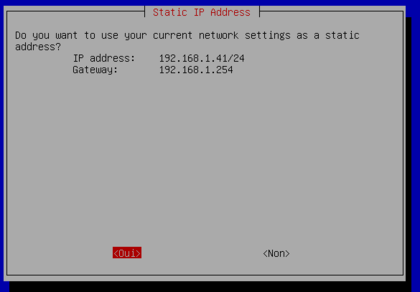 Static IP Address
Do you want to use your current network settings as a static
address?
IP address: 192.168.1.41/24
Gateway: 192.168.1.254
<Oui> <Non>